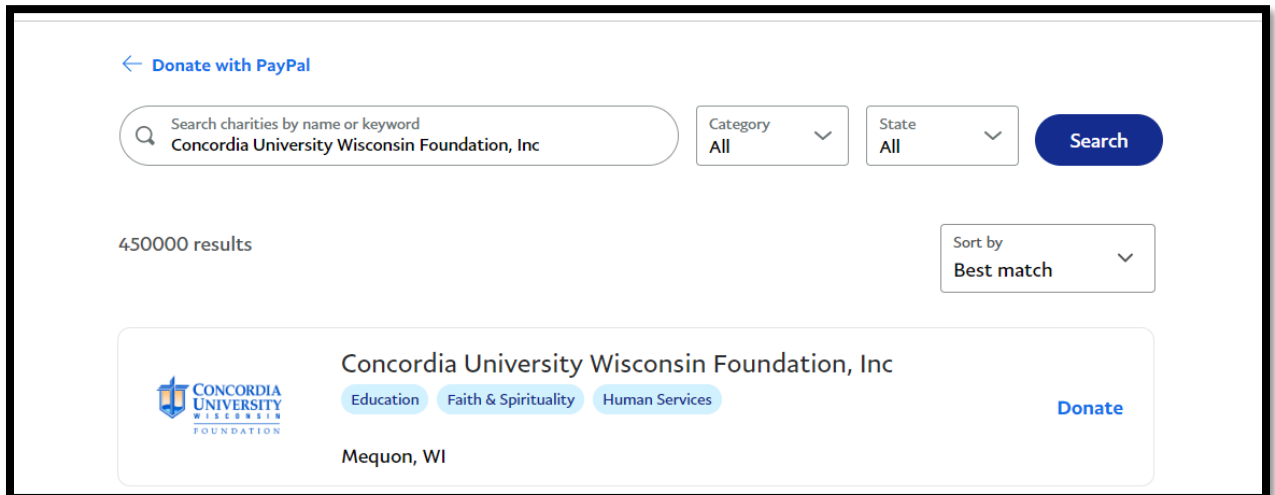 Donate with PayPal
Search charities by name or keyword
Concordia University Wisconsin Foundation, Inc
Category
All
State
All
Search
450000 results
Sort by
Best match
Concordia University Wisconsin Foundation, Inc
CONCORDIA
UNIVERSITY
WISCONSIN
FOUNDATION
Education Faith & Spirituality Human Services
Donate
Mequon, WI